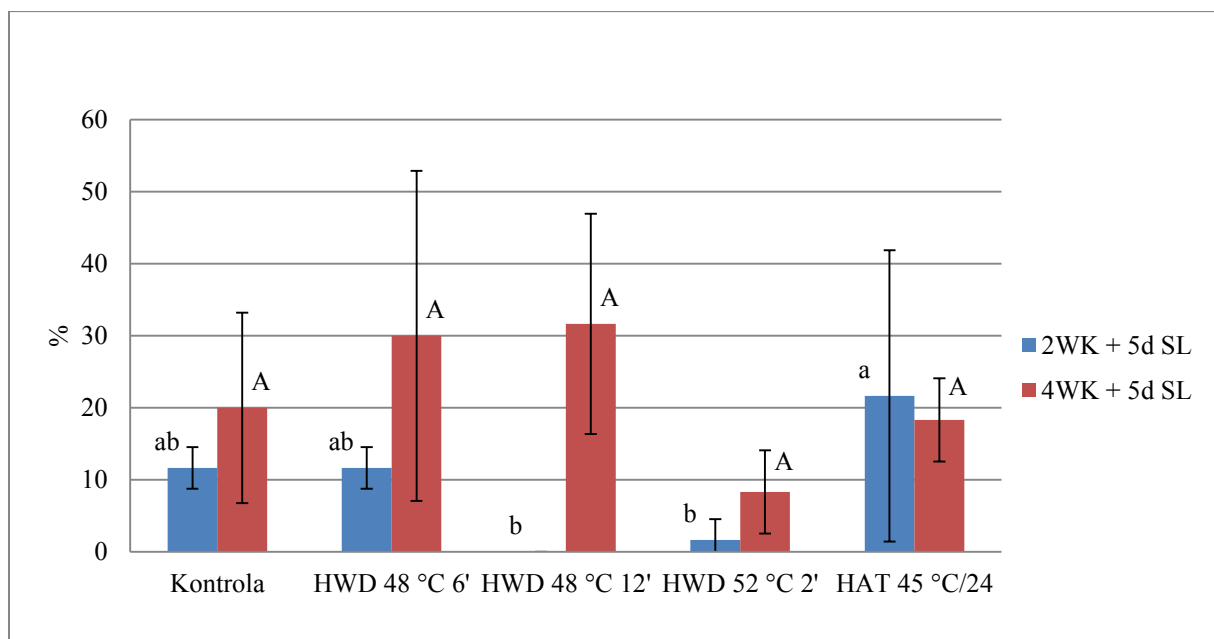 60
50
40
30
20
10
0
%
ab
A
ab
A
b
A
b
A
a
A
Kontrola
HWD 48 °C 6'
HWD 48 °C 12'
HWD 52 °C 2'
HAT 45 °C/24
2WK + 5d SL
4WK + 5d SL